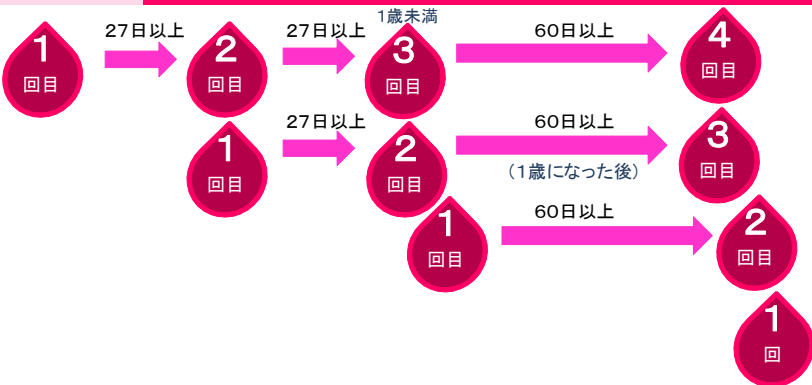 1歳未満
27日以上
27日以上
60日以上
1
回目
2
回目
3
回目
4
回目
27日以上
60日以上
(1歳になった後)
1
回目
2
回目
3
回目
60日以上
1
回目
2
回目
1
回